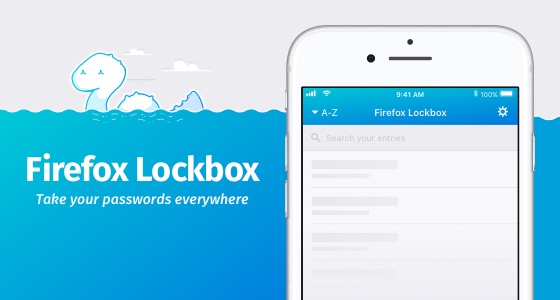 Firefox Lockbox
Take your passwords everywhere
9:41 AM
100%
A-Z
Firefox Lockbox
Search your entries